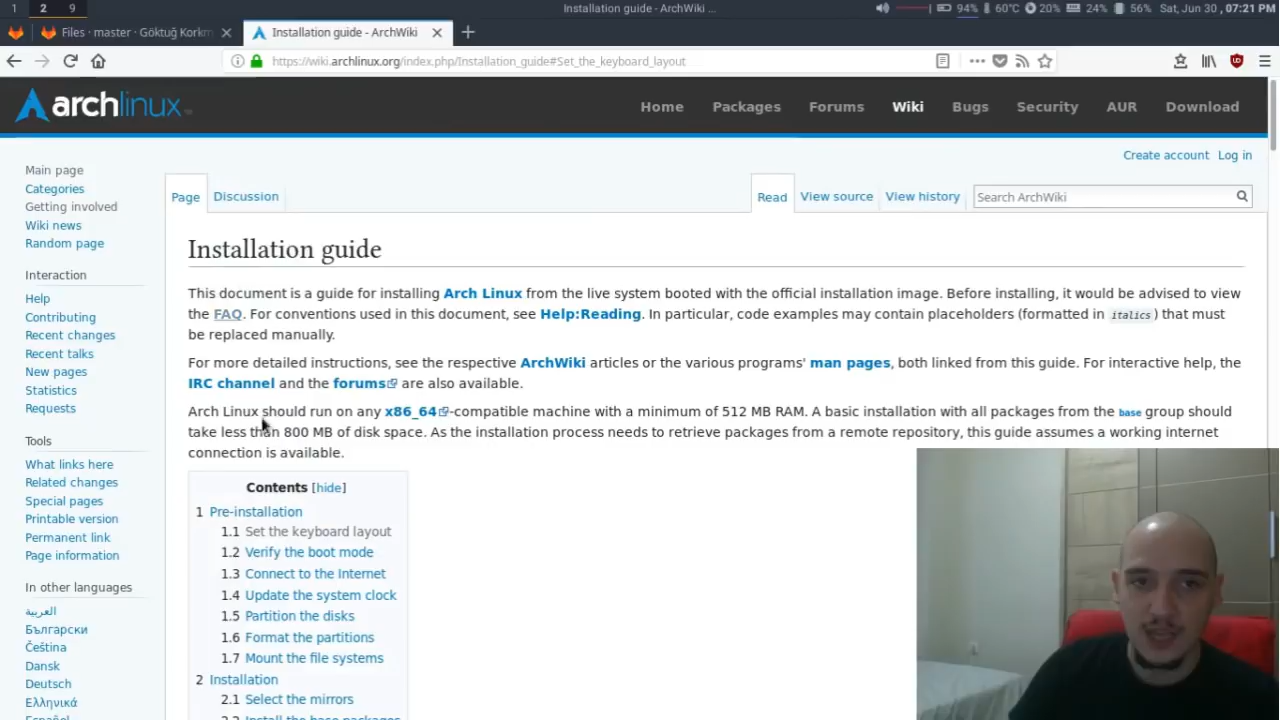 1 2 9 Installation guide - ArchWiki ... 94% 60°C 20% 24% 56% Sat, Jun 30 , 07:21 PM
Files · master · Göktuğ Korkm Installation guide - ArchWiki
https://wiki.archlinux.org/index.php/Installation_guide#Set_the_keyboard_layout
archlinux Home Packages Forums Wiki Bugs Security AUR Download
Create account Log in
Main page
Categories
Getting involved
Wiki news
Random page
Interaction
Help
Contributing
Recent changes
Recent talks
New pages
Statistics
Requests
Tools
What links here
Related changes
Special pages
Printable version
Permanent link
Page information
In other languages
العربية
Български
Čeština
Dansk
Deutsch
Ελληνικά
Español
Page Discussion Read View source View history Search ArchWiki
Installation guide
This document is a guide for installing Arch Linux from the live system booted with the official installation image. Before installing, it would be advised to view
the FAQ. For conventions used in this document, see Help:Reading. In particular, code examples may contain placeholders (formatted in italics ) that must
be replaced manually.
For more detailed instructions, see the respective ArchWiki articles or the various programs' man pages, both linked from this guide. For interactive help, the
IRC channel and the forums are also available.
Arch Linux should run on any x86_64-compatible machine with a minimum of 512 MB RAM. A basic installation with all packages from the base group should
take less than 800 MB of disk space. As the installation process needs to retrieve packages from a remote repository, this guide assumes a working internet
connection is available.
Contents [hide]
1 Pre-installation
1.1 Set the keyboard layout
1.2 Verify the boot mode
1.3 Connect to the Internet
1.4 Update the system clock
1.5 Partition the disks
1.6 Format the partitions
1.7 Mount the file systems
2 Installation
2.1 Select the mirrors
2.2 Install the base packages